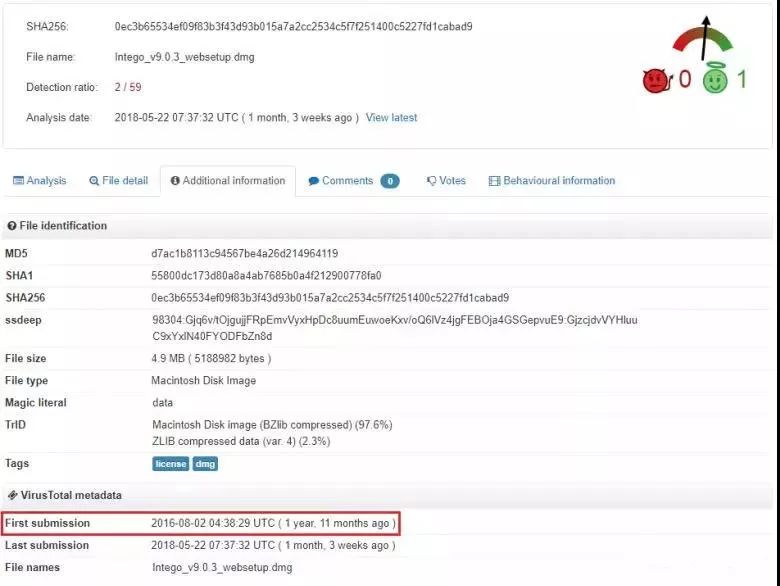 SHA256: 0ec3b65534ef09f83b3f43d93b015a7a2cc2534c5f7f251400c5227fd1cabad9
File name: Intego_v9.0.3_websetup.dmg
Detection ratio: 2 / 59
0 1
Analysis date: 2018-05-22 07:37:32 UTC ( 1 month, 3 weeks ago ) View latest
Analysis File detail Additional information Comments 0 Votes Behavioural information
File identification
MD5 d7ac1b8113c94567be4a26d214964119
SHA1 55800dc173d80a8a4ab7685b0a4f212900778fa0
SHA256 0ec3b65534ef09f83b3f43d93b015a7a2cc2534c5f7f251400c5227fd1cabad9
ssdeep 98304:Gjq6v/tOjgujjFRpEmvVyxHpDc8uumEuwoeKxv/oQ6lVz4jgFEBOja4GSGepvuE9:GjzcjdvVYHluu
C9xYxlN40FYODFbZn8d
File size 4.9 MB ( 5188982 bytes )
File type Macintosh Disk Image
Magic literal data
TrID Macintosh Disk image (BZlib compressed) (97.6%)
ZLIB compressed data (var. 4) (2.3%)
Tags license dmg
VirusTotal metadata
First submission 2016-08-02 04:38:29 UTC ( 1 year, 11 months ago )
Last submission 2018-05-22 07:37:32 UTC ( 1 month, 3 weeks ago )
File names Intego_v9.0.3_websetup.dmg